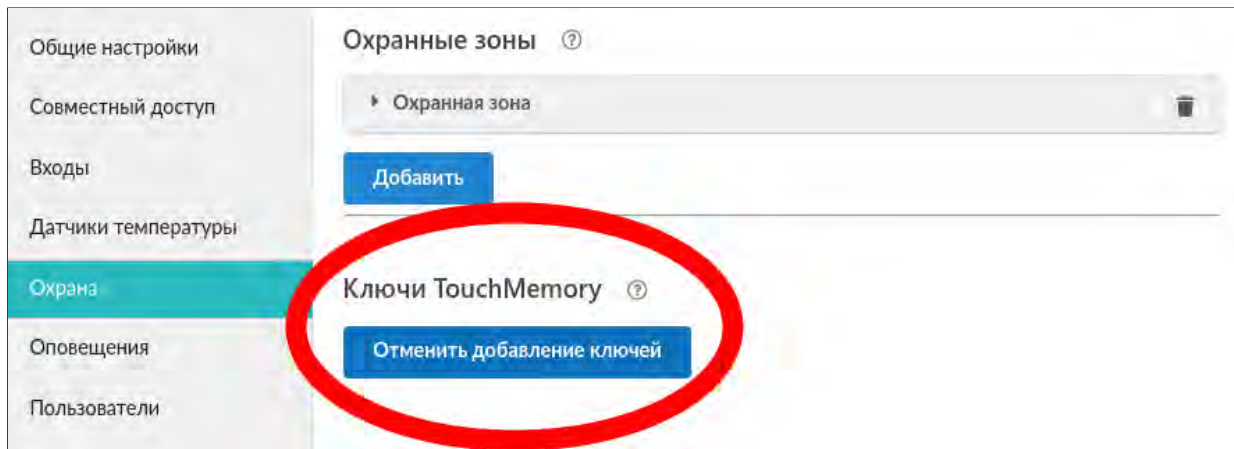 Общие настройки
Совместный доступ
Входы
Датчики температуры
Охрана
Оповещения
Пользователи
Охранные зоны ?
Охранная зона
Добавить
Ключи TouchMemory ?
Отменить добавление ключей